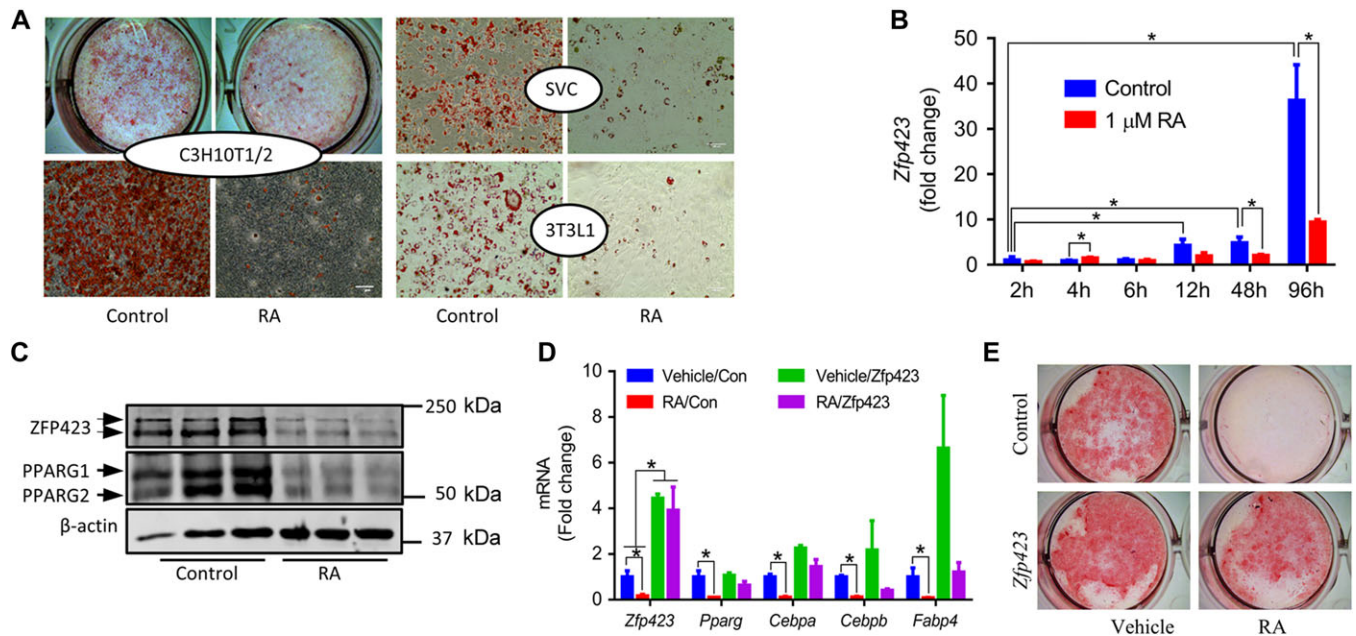 A
C3H10T1/2
SVC
3T3L1
Control RA Control RA
B
Zfp423
(fold change)
50
40
30
20
10
0
Control
1 µM RA
* * * * * *
2h 4h 6h 12h 48h 96h
C
ZFP423
PPARG1
PPARG2
β-actin
250 kDa
50 kDa
37 kDa
Control RA
D
mRNA
(Fold change)
10
8
6
4
2
0
Vehicle/Con Vehicle/Zfp423
RA/Con RA/Zfp423
* * * * * *
Zfp423 Pparg Cebpa Cebpb Fabp4
E
Control
Zfp423
Vehicle RA